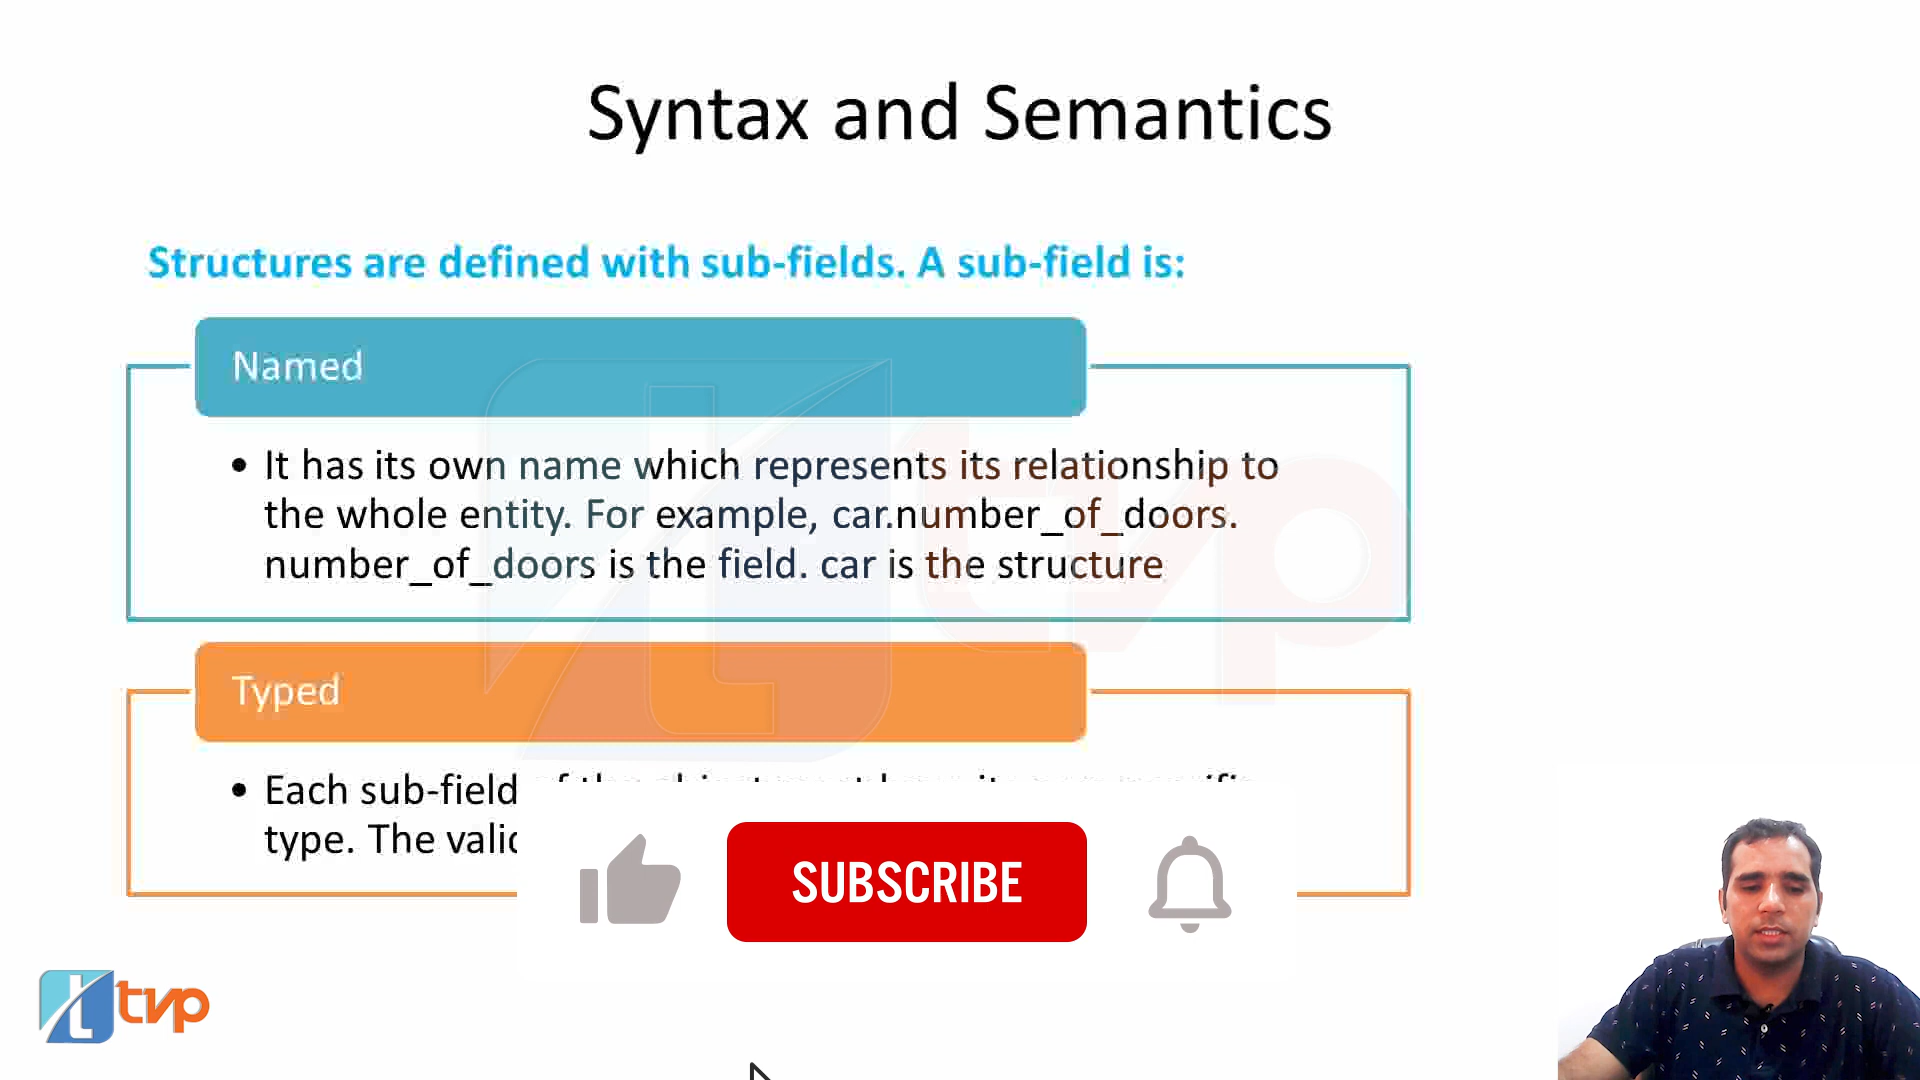 Syntax and Semantics
Structures are defined with sub-fields. A sub-field is:
Named
• It has its own name which represents its relationship to
the whole entity. For example, car.number_of_doors.
number_of_doors is the field. car is the structure
Typed
• Each sub-field
type. The
SUBSCRIBE
tvp